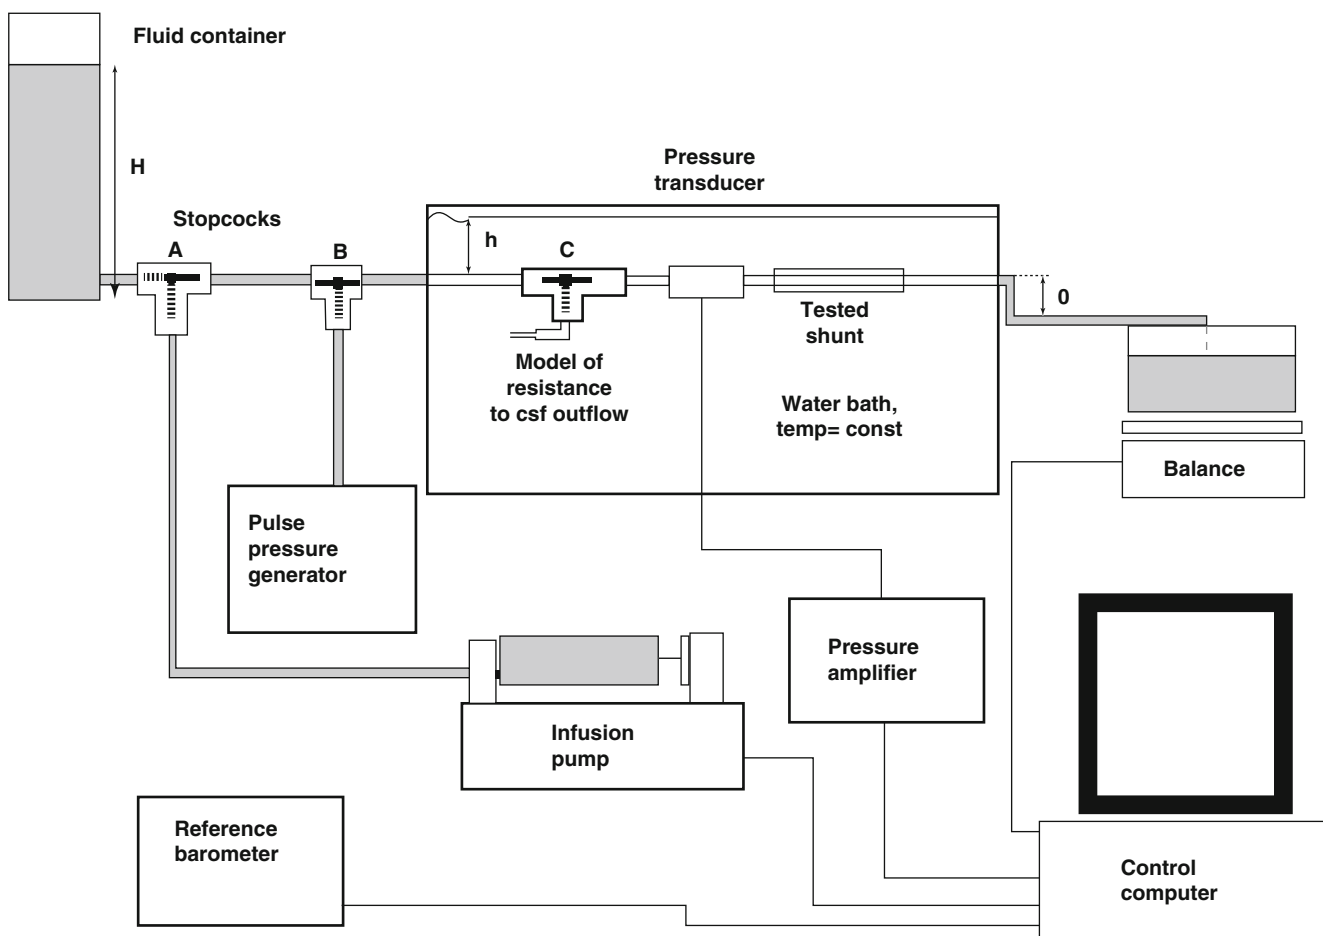 Fluid container
H
Stopcocks
A
B
Pressure
transducer
h
C
0
Tested
shunt
Model of
resistance
to csf outflow
Water bath,
temp= const
Balance
Pulse
pressure
generator
Pressure
amplifier
Infusion
pump
Reference
barometer
Control
computer